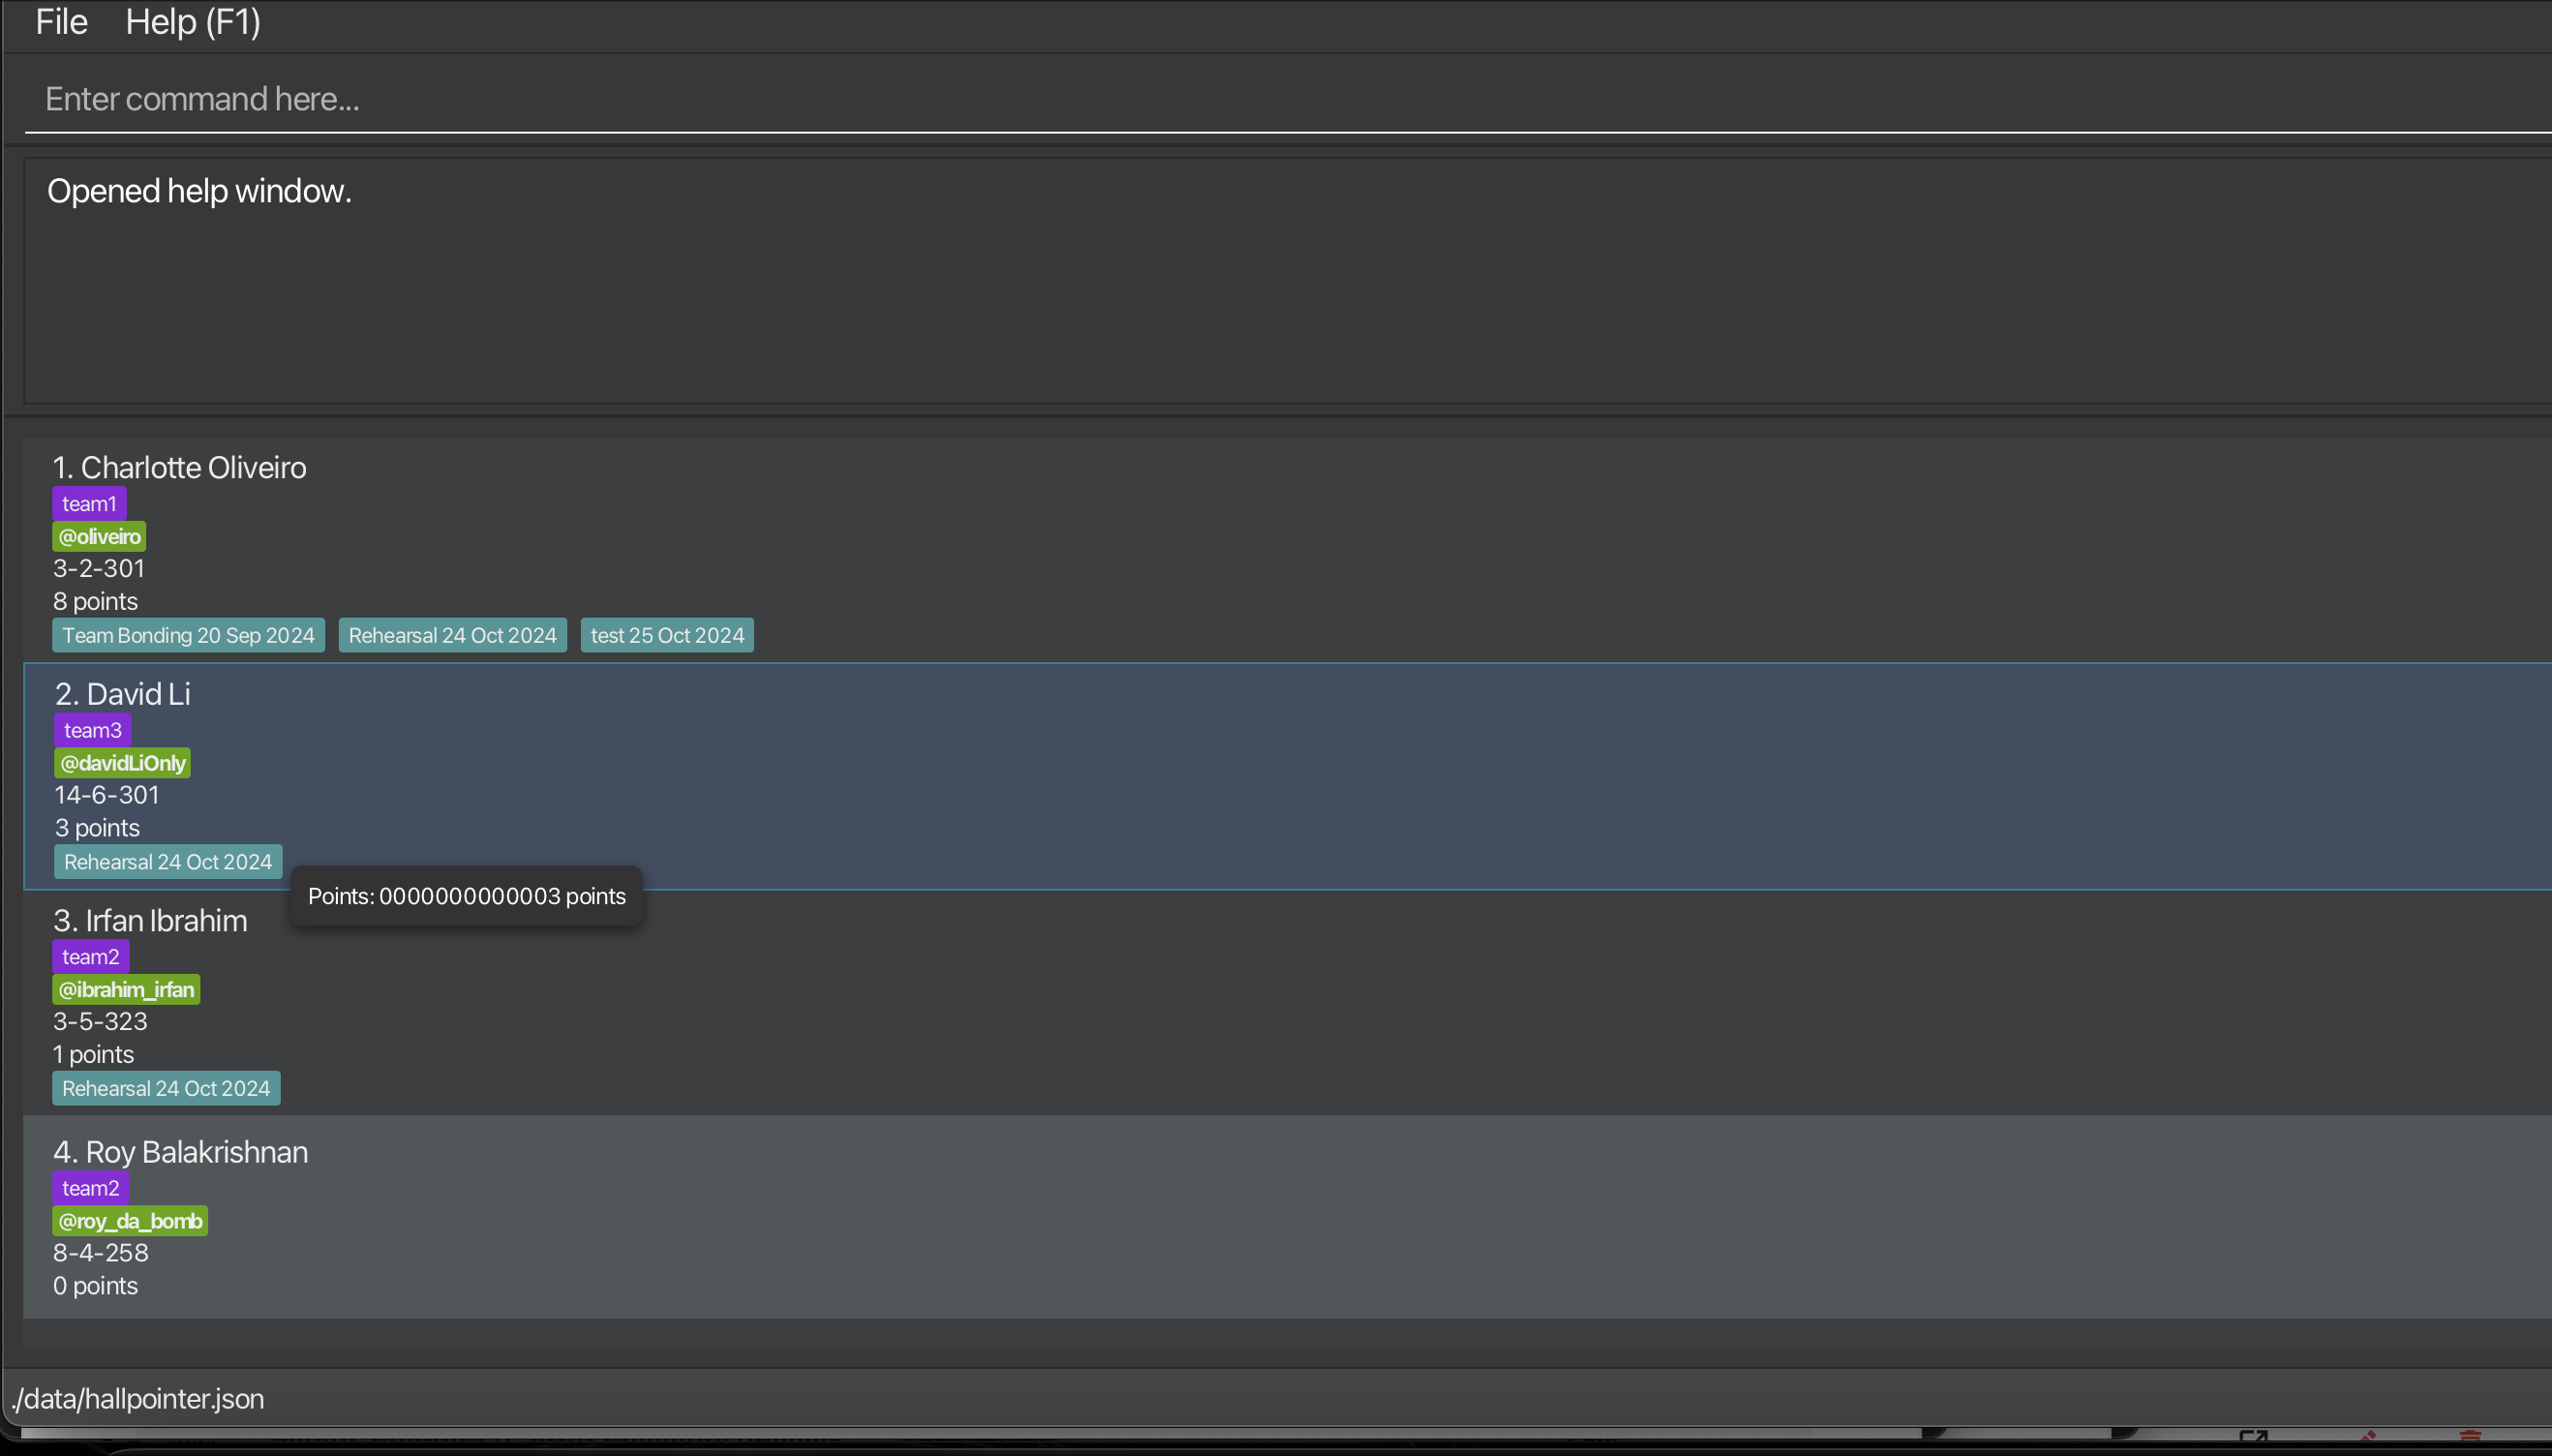 File Help (F1)
Enter command here...
Opened help window.
1. Charlotte Oliveiro
team1
@oliveiro
3-2-301
8 points
Team Bonding 20 Sep 2024 Rehearsal 24 Oct 2024 test 25 Oct 2024
2. David Li
team3
@davidLiOnly
14-6-301
3 points
Rehearsal 24 Oct 2024
Points: 0000000000003 points
3. Irfan Ibrahim
team2
@ibrahim_irfan
3-5-323
1 points
Rehearsal 24 Oct 2024
4. Roy Balakrishnan
team2
@roy_da_bomb
8-4-258
0 points
./data/hallpointer.json